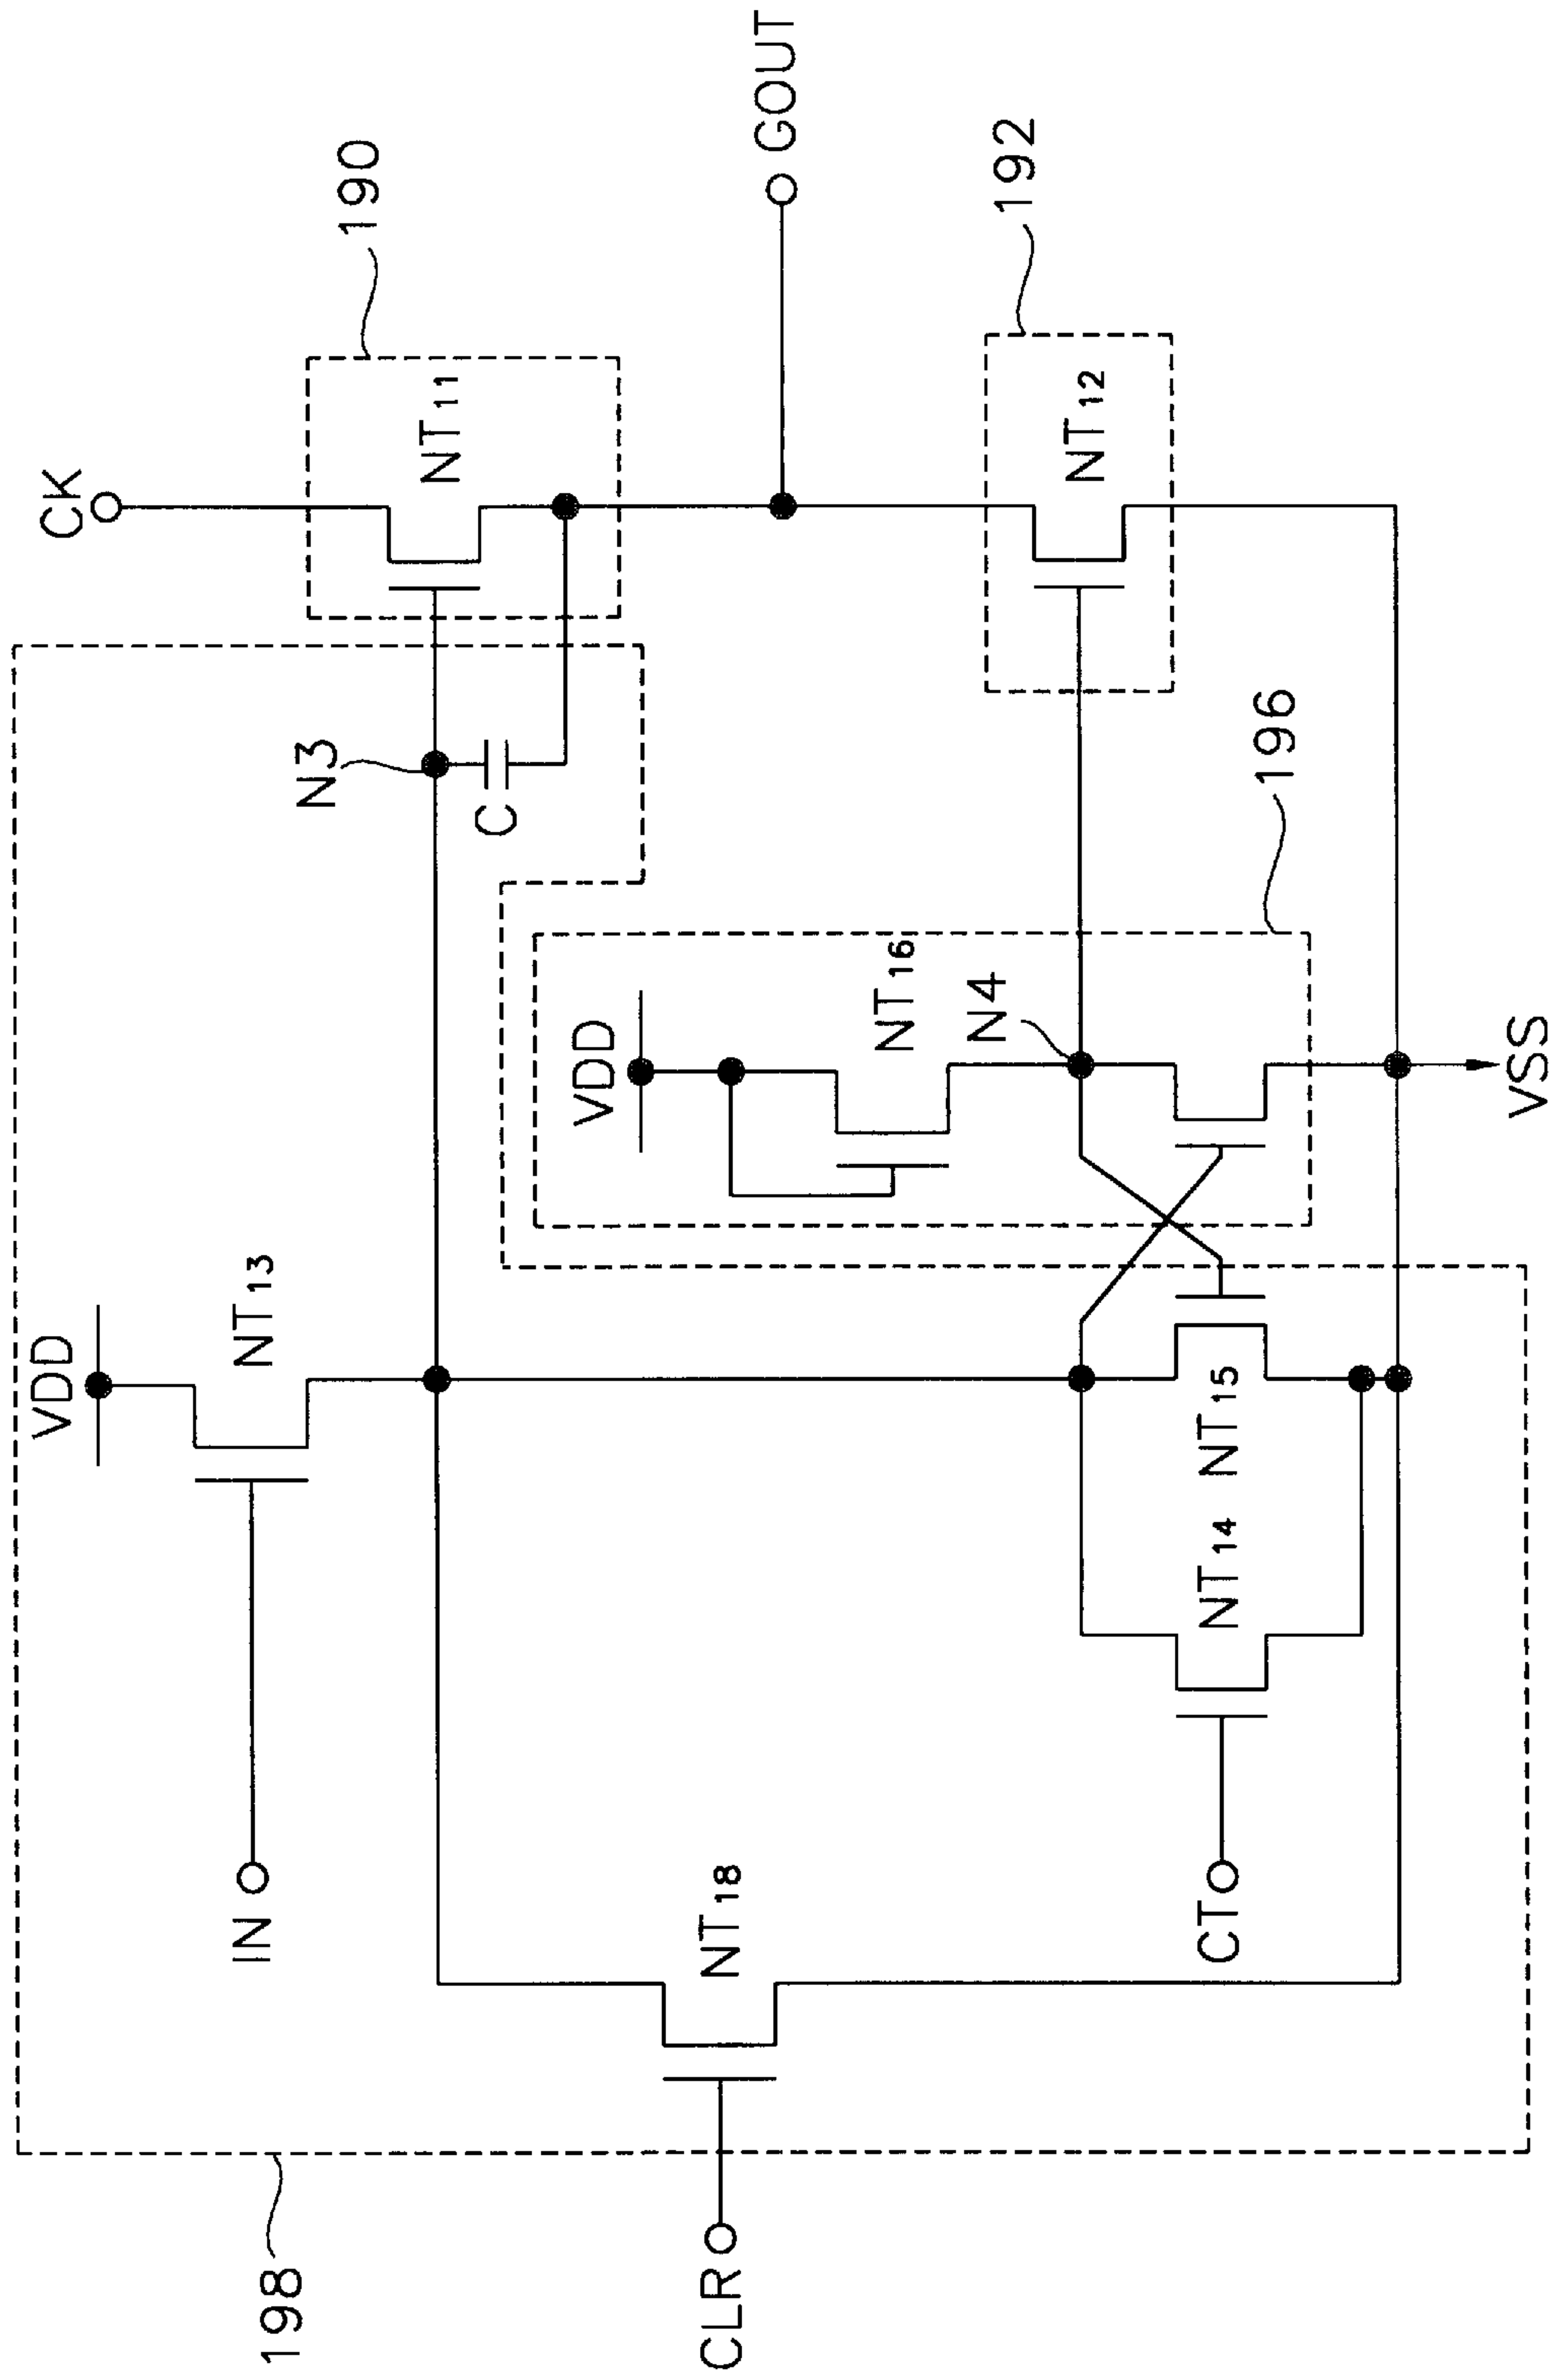 VDD
CK
IN
NT13
198
N3
190
NT11
C
VDD
CLR
NT18
GOUT
NT16
N4
192
NT12
CT
NT14
NT15
196
VSS